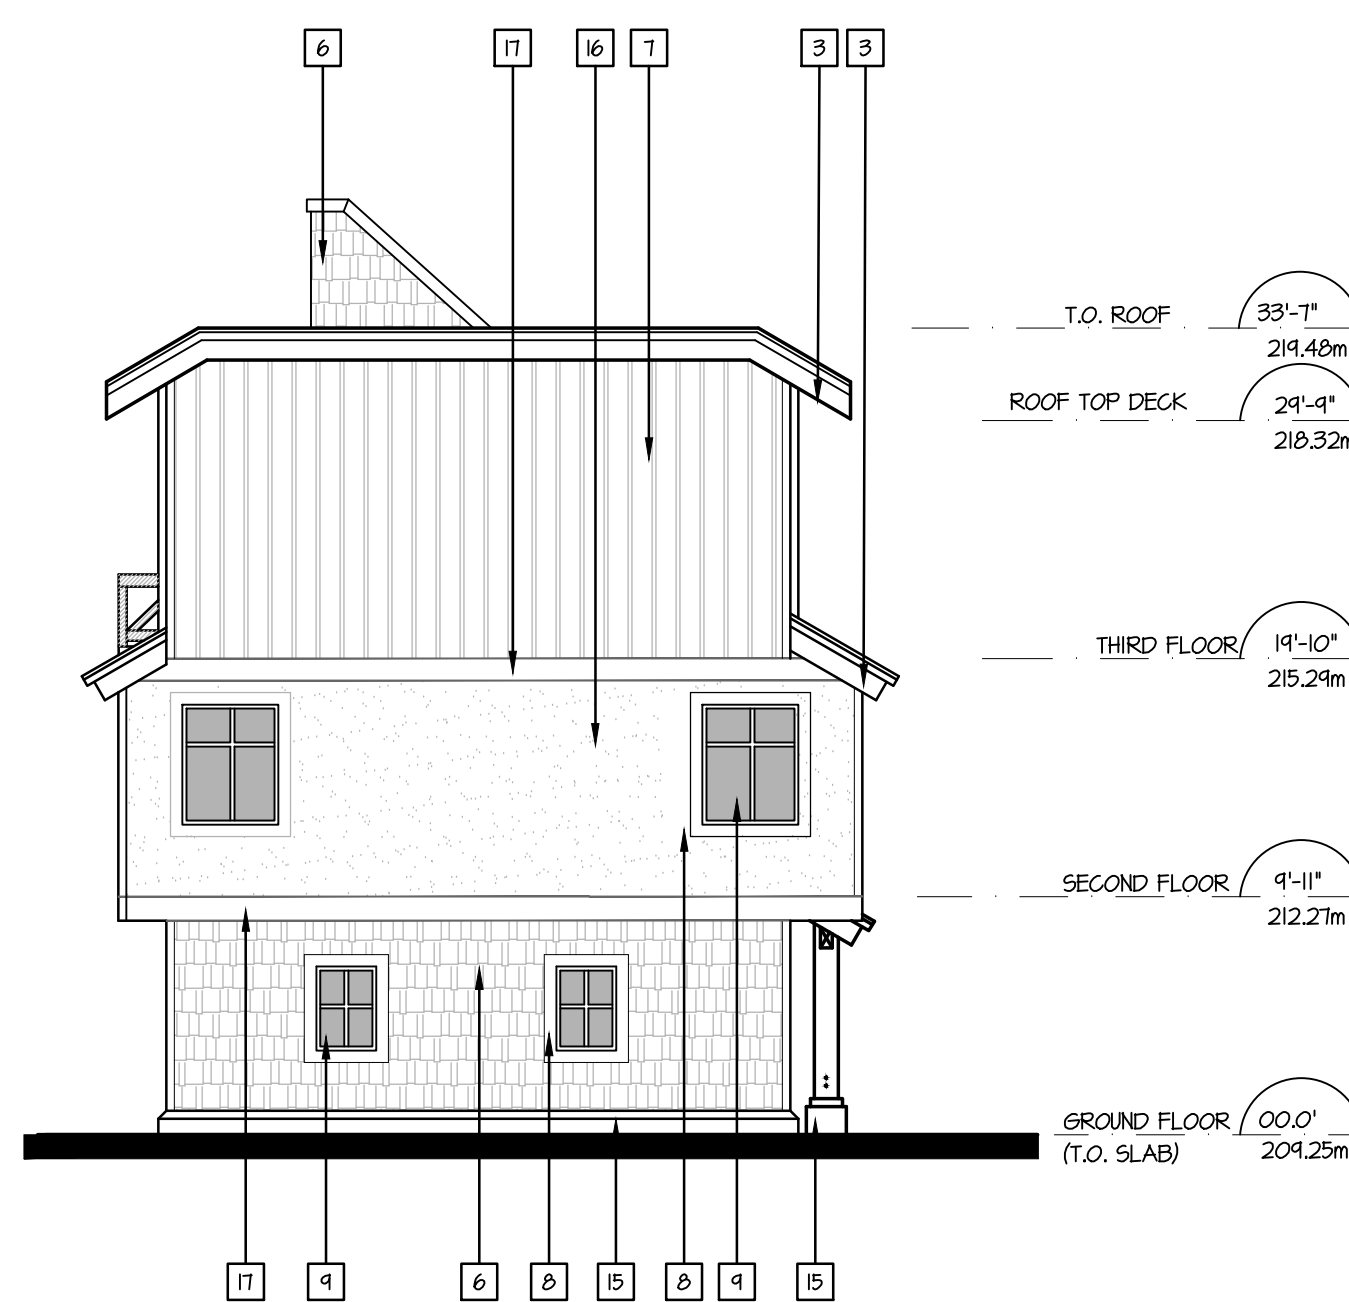 6 17 16 7 3 3
T.O. ROOF 33'-7"
219.48m
ROOF TOP DECK 29'-9"
218.32m
THIRD FLOOR 19'-10"
215.29m
SECOND FLOOR 9'-11"
212.27m
GROUND FLOOR 00.0'
(T.O. SLAB) 209.25m
17 9 6 8 15 8 9 15